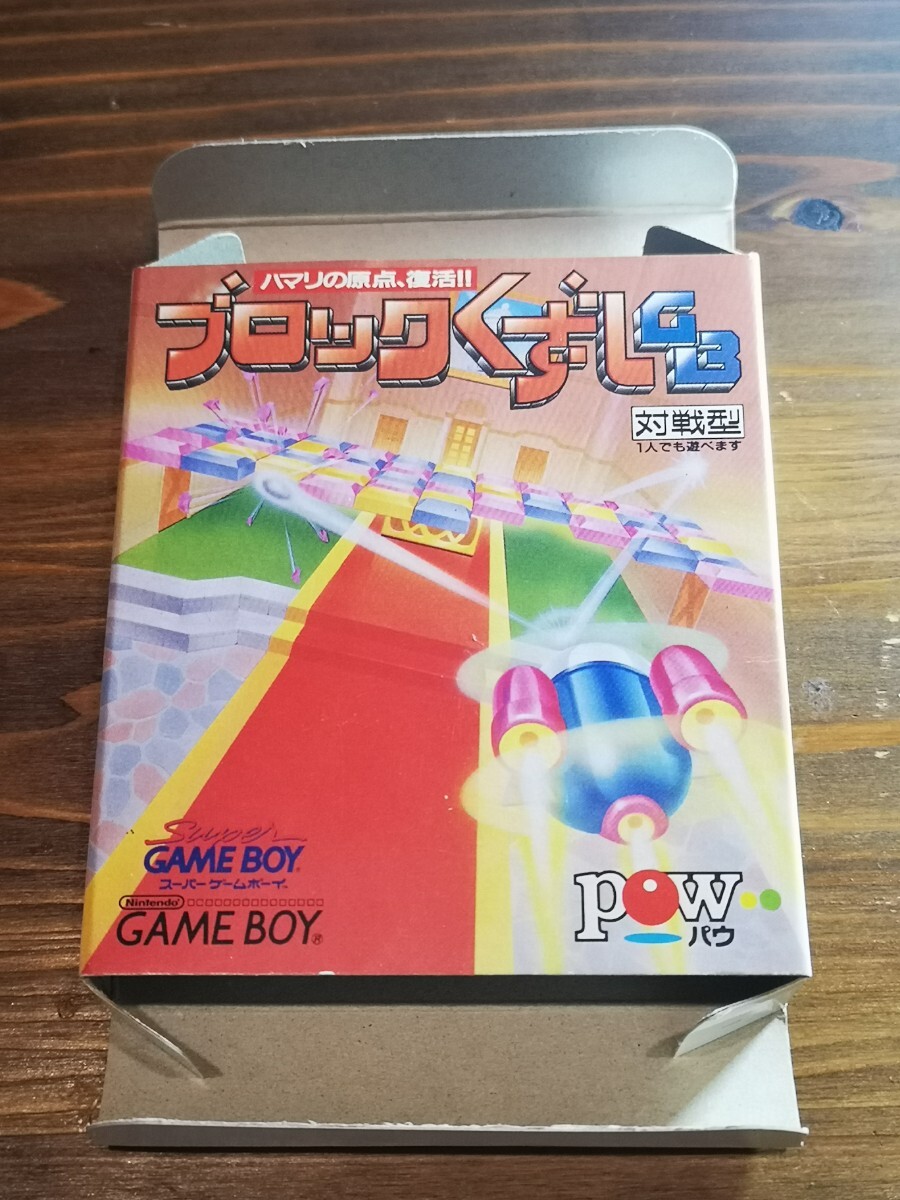 ハマリの原点、復活!!
ブロックくずしGB
対戦型
1人でも遊べます
Super
GAME BOY
スーパーゲームボーイ
Nintendo
GAME BOY®
pow
パウ